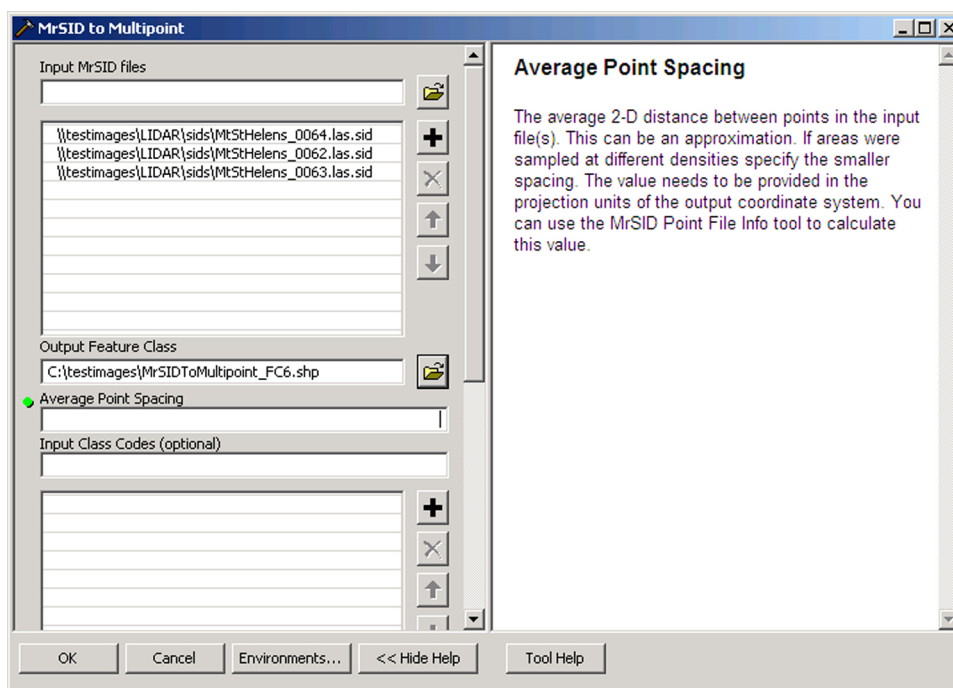 MrSID to Multipoint
Input MrSID files
\\testimages\LIDAR\sids\MtStHelens_0064.las.sid
\\testimages\LIDAR\sids\MtStHelens_0062.las.sid
\\testimages\LIDAR\sids\MtStHelens_0063.las.sid
Output Feature Class
C:\testimages\MrSIDToMultipoint_FC6.shp
Average Point Spacing
Input Class Codes (optional)
Average Point Spacing
The average 2-D distance between points in the input
file(s). This can be an approximation. If areas were
sampled at different densities specify the smaller
spacing. The value needs to be provided in the
projection units of the output coordinate system. You
can use the MrSID Point File Info tool to calculate
this value.
OK
Cancel
Environments...
<< Hide Help
Tool Help